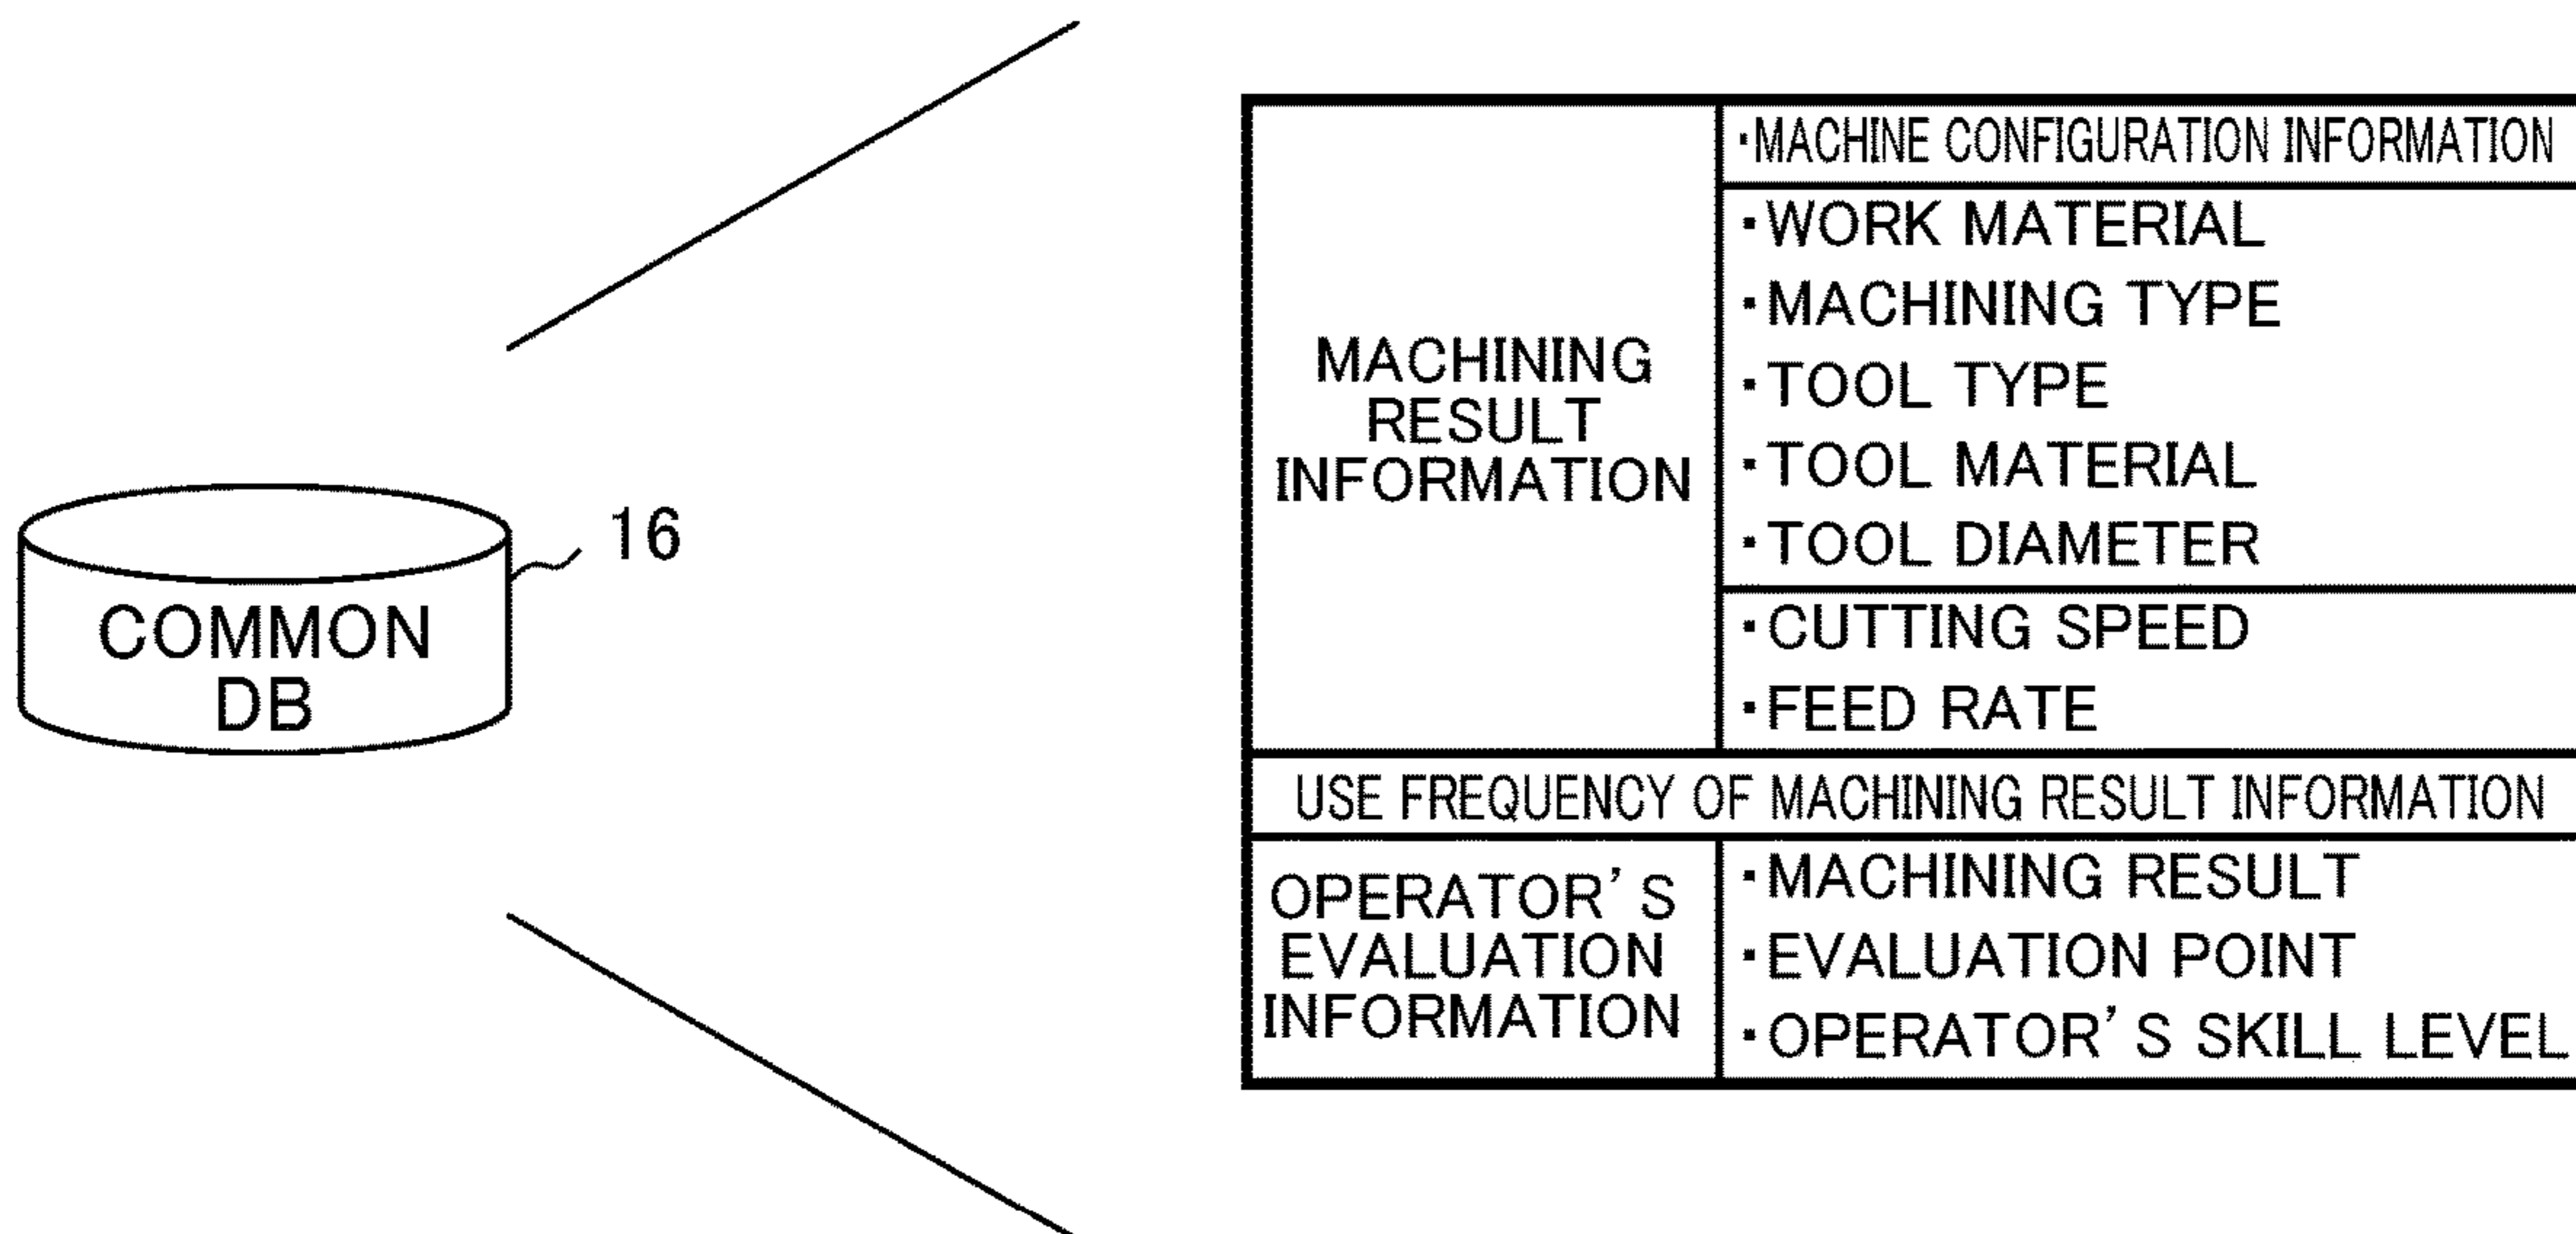 COMMON
DB
16
MACHINING
RESULT
INFORMATION
・MACHINE CONFIGURATION INFORMATION
・WORK MATERIAL
・MACHINING TYPE
・TOOL TYPE
・TOOL MATERIAL
・TOOL DIAMETER
・CUTTING SPEED
・FEED RATE
USE FREQUENCY OF MACHINING RESULT INFORMATION
OPERATOR'S
EVALUATION
INFORMATION
・MACHINING RESULT
・EVALUATION POINT
・OPERATOR'S SKILL LEVEL